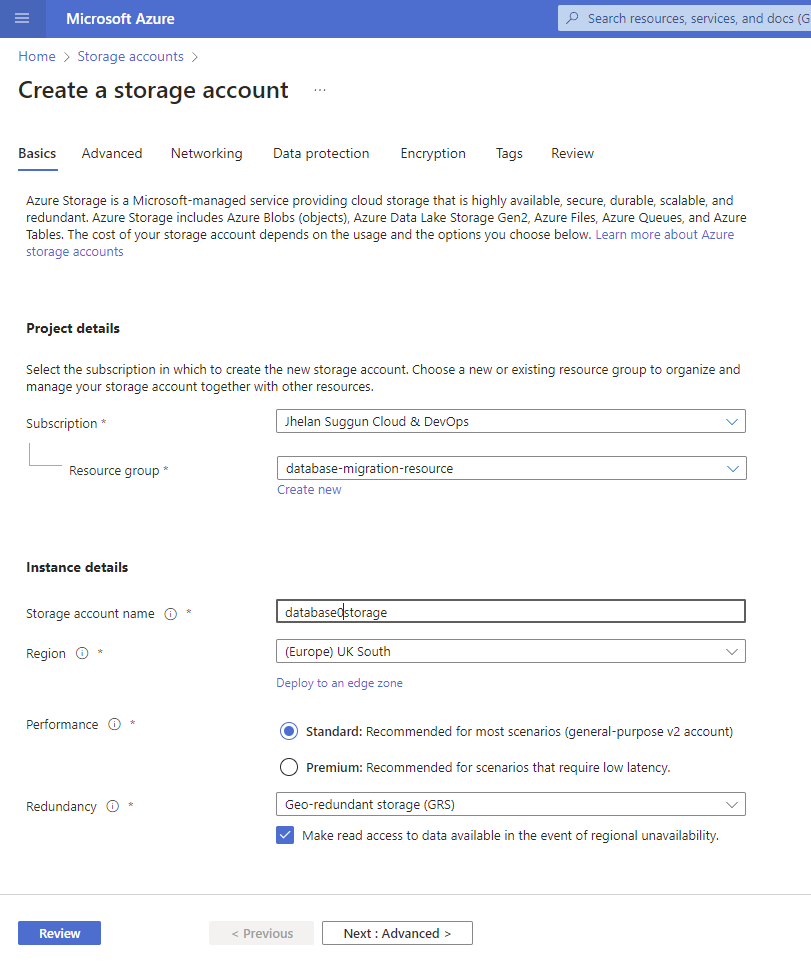 Microsoft Azure
Search resources, services, and docs (G
Home > Storage accounts >
Create a storage account ...
Basics Advanced Networking Data protection Encryption Tags Review
Azure Storage is a Microsoft-managed service providing cloud storage that is highly available, secure, durable, scalable, and
redundant. Azure Storage includes Azure Blobs (objects), Azure Data Lake Storage Gen2, Azure Files, Azure Queues, and Azure
Tables. The cost of your storage account depends on the usage and the options you choose below. Learn more about Azure
storage accounts
Project details
Select the subscription in which to create the new storage account. Choose a new or existing resource group to organize and
manage your storage account together with other resources.
Subscription *
Jhelan Suggun Cloud & DevOps
Resource group *
database-migration-resource
Create new
Instance details
Storage account name *
database0storage
Region *
(Europe) UK South
Deploy to an edge zone
Performance *
Standard: Recommended for most scenarios (general-purpose v2 account)
Premium: Recommended for scenarios that require low latency.
Redundancy *
Geo-redundant storage (GRS)
Make read access to data available in the event of regional unavailability.
Review
< Previous
Next : Advanced >